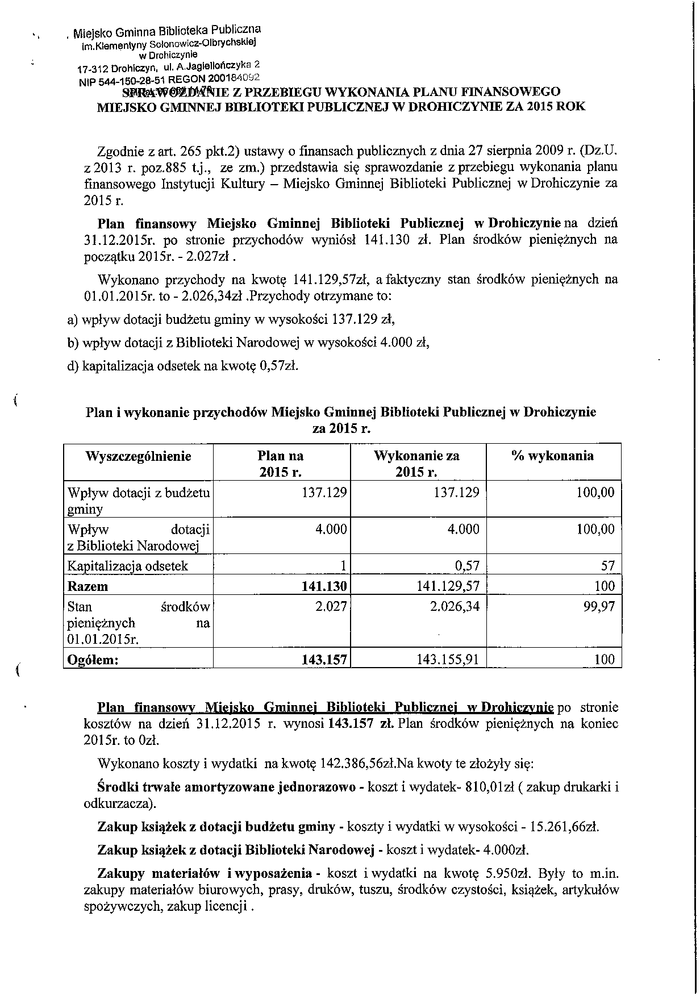 Miejsko Gminna Biblioteka Publiczna
im.Klementyny Sołonowicz-Olbrychskiej
w Drohiczynie
17-312 Drohiczyn, ul. A.Jagiellończyka 2
NIP 544-150-28-51 REGON 200184092
SPRAWOZDANIE Z PRZEBIEGU WYKONANIA PLANU FINANSOWEGO
MIEJSKO GMINNEJ BIBLIOTEKI PUBLICZNEJ W DROHICZYNIE ZA 2015 ROK
Zgodnie z art. 265 pkt.2) ustawy o finansach publicznych z dnia 27 sierpnia 2009 r. (Dz.U.
z 2013 r. poz.885 t.j., ze zm.) przedstawia się sprawozdanie z przebiegu wykonania planu
finansowego Instytucji Kultury – Miejsko Gminnej Biblioteki Publicznej w Drohiczynie za
2015 r.
Plan finansowy Miejsko Gminnej Biblioteki Publicznej w Drohiczynie na dzień
31.12.2015r. po stronie przychodów wyniósł 141.130 zł. Plan środków pieniężnych na
początku 2015r. - 2.027zł .
Wykonano przychody na kwotę 141.129,57zł, a faktyczny stan środków pieniężnych na
01.01.2015r. to - 2.026,34zł .Przychody otrzymane to:
a) wpływ dotacji budżetu gminy w wysokości 137.129 zł,
b) wpływ dotacji z Biblioteki Narodowej w wysokości 4.000 zł,
d) kapitalizacja odsetek na kwotę 0,57zł.
Plan i wykonanie przychodów Miejsko Gminnej Biblioteki Publicznej w Drohiczynie
za 2015 r.
Wyszczególnienie Plan na Wykonanie za % wykonania
2015 r. 2015 r.
Wpływ dotacji z budżetu 137.129 137.129 100,00
gminy
Wpływ dotacji 4.000 4.000 100,00
z Biblioteki Narodowej
Kapitalizacja odsetek 1 0,57 57
Razem 141.130 141.129,57 100
Stan środków 2.027 2.026,34 99,97
pieniężnych na
01.01.2015r.
Ogółem: 143.157 143.155,91 100
Plan finansowy Miejsko Gminnej Biblioteki Publicznej w Drohiczynie po stronie
kosztów na dzień 31.12.2015 r. wynosi 143.157 zł. Plan środków pieniężnych na koniec
2015r. to 0zł.
Wykonano koszty i wydatki na kwotę 142.386,56zł.Na kwoty te złożyły się:
Środki trwałe amortyzowane jednorazowo - koszt i wydatek- 810,01zł ( zakup drukarki i
odkurzacza).
Zakup książek z dotacji budżetu gminy - koszty i wydatki w wysokości - 15.261,66zł.
Zakup książek z dotacji Biblioteki Narodowej - koszt i wydatek- 4.000zł.
Zakupy materiałów i wyposażenia - koszt i wydatki na kwotę 5.950zł. Były to m.in.
zakupy materiałów biurowych, prasy, druków, tuszu, środków czystości, książek, artykułów
spożywczych, zakup licencji .